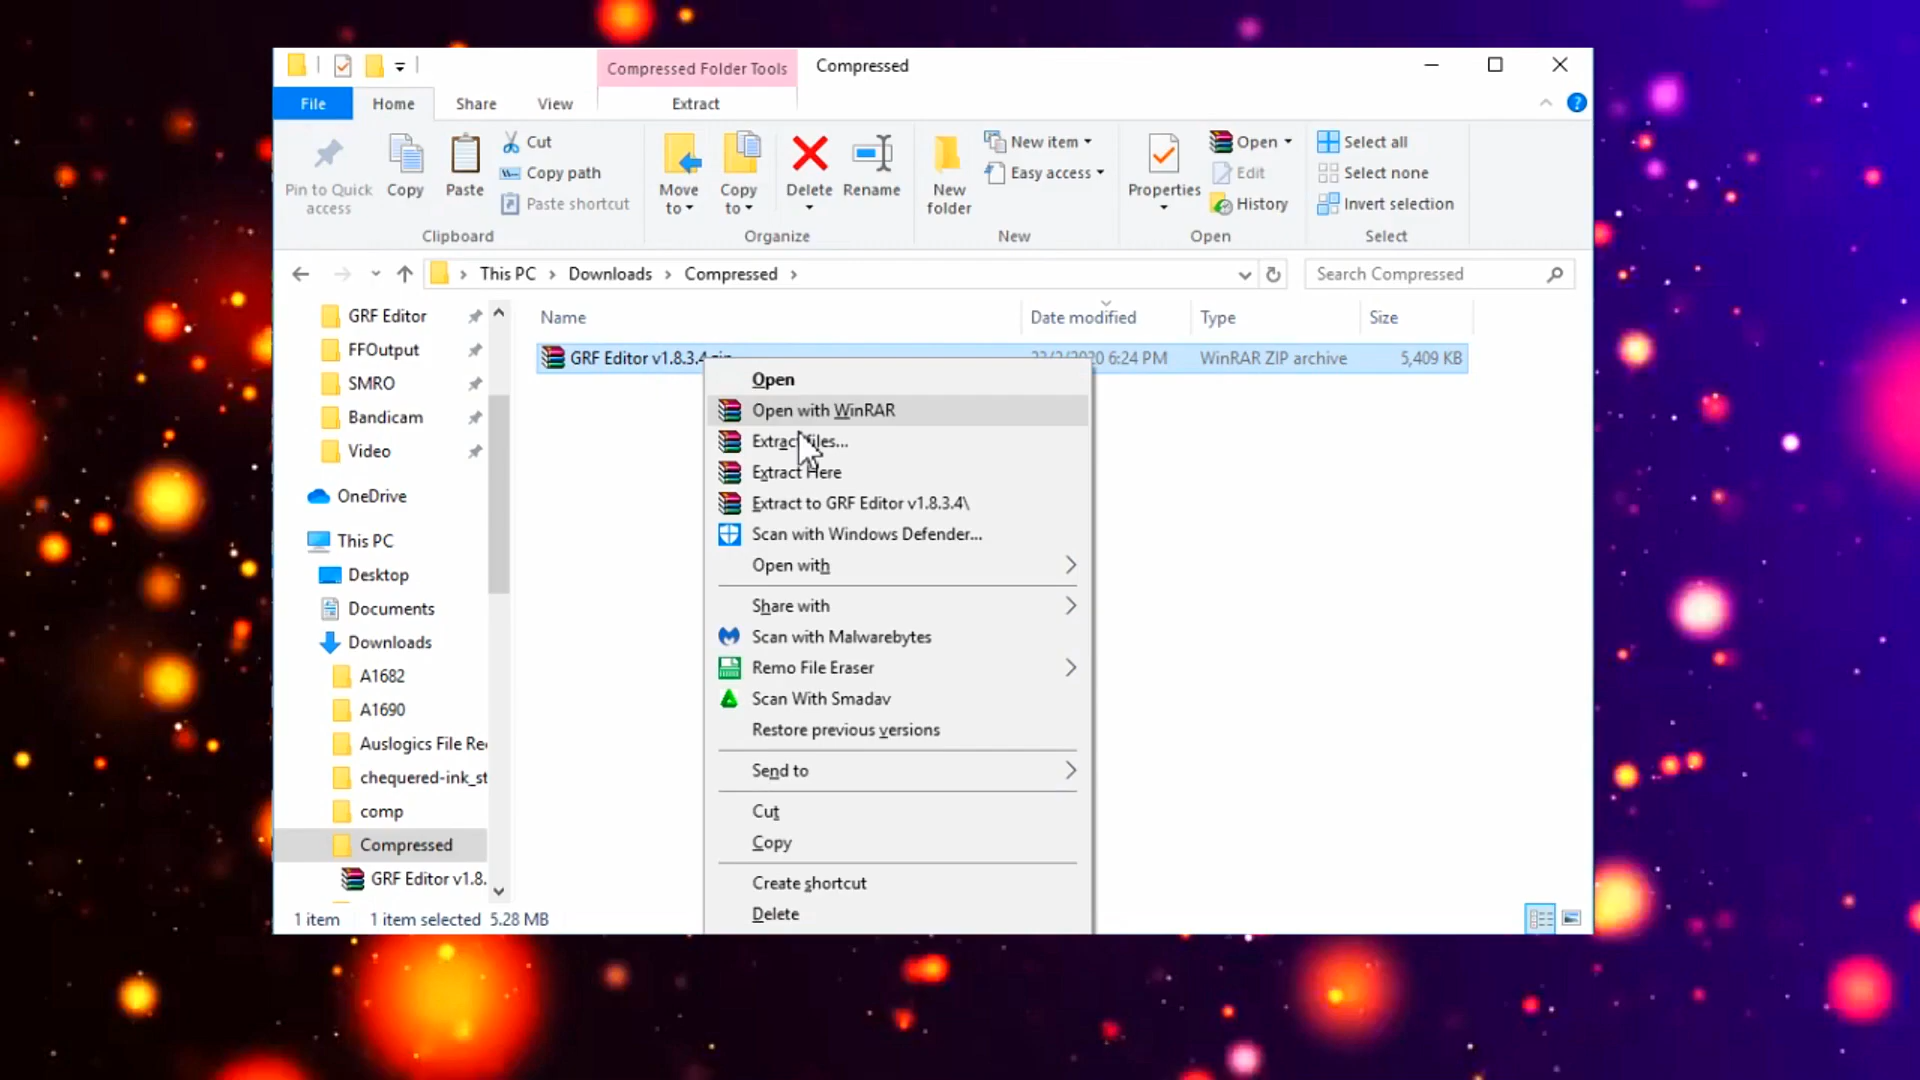 Compressed Folder Tools
Compressed
File
Home
Share
View
Extract
Pin to Quick access
Copy
Paste
Cut
Copy path
Paste shortcut
Clipboard
Move to
Copy to
Delete
Rename
Organize
New folder
New item
Easy access
New
Properties
Open
Edit
History
Open
Select all
Select none
Invert selection
Select
This PC > Downloads > Compressed >
Search Compressed
GRF Editor
FFOutput
SMRO
Bandicam
Video
OneDrive
This PC
Desktop
Documents
Downloads
A1682
A1690
Auslogics File Re
chequered-ink_st
comp
Compressed
GRF Editor v1.8.
Name
Date modified
Type
Size
GRF Editor v1.8.3.4.zip
6:24 PM
WinRAR ZIP archive
5,409 KB
Open
Open with WinRAR
Extract files...
Extract Here
Extract to GRF Editor v1.8.3.4\
Scan with Windows Defender...
Open with
Share with
Scan with Malwarebytes
Remo File Eraser
Scan With Smadav
Restore previous versions
Send to
Cut
Copy
Create shortcut
Delete
1 item
1 item selected 5.28 MB